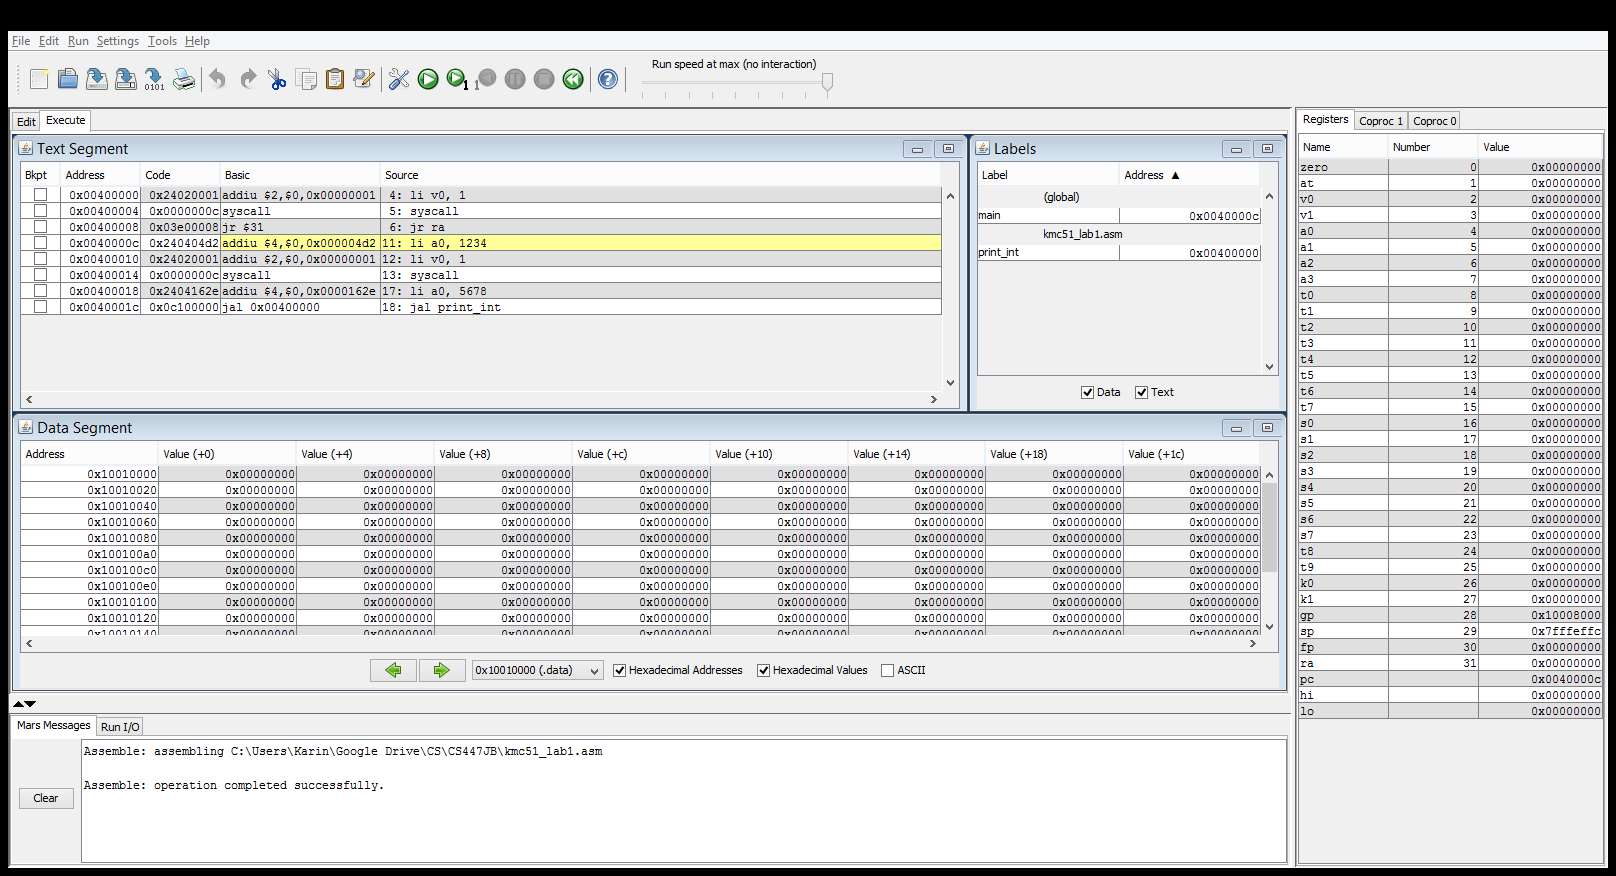 File Edit Run Settings Tools Help
Run speed at max (no interaction)
Edit Execute
Text Segment
Bkpt Address Code Basic Source
0x00400000 0x24020001 addiu $2,$0,0x00000001 4: li v0, 1
0x00400004 0x0000000c syscall 5: syscall
0x00400008 0x03e00008 jr $31 6: jr ra
0x0040000c 0x240404d2 addiu $4,$0,0x000004d2 11: li a0, 1234
0x00400010 0x24020001 addiu $2,$0,0x00000001 12: li v0, 1
0x00400014 0x0000000c syscall 13: syscall
0x00400018 0x2404162e addiu $4,$0,0x0000162e 17: li a0, 5678
0x0040001c 0x0c100000 jal 0x00400000 18: jal print_int
Labels
Label Address ▲
(global)
main 0x0040000c
kmc51_lab1.asm
print_int 0x00400000
Data Text
Data Segment
Address Value (+0) Value (+4) Value (+8) Value (+c) Value (+10) Value (+14) Value (+18) Value (+1c)
0x10010000 0x00000000 0x00000000 0x00000000 0x00000000 0x00000000 0x00000000 0x00000000 0x00000000
0x10010020 0x00000000 0x00000000 0x00000000 0x00000000 0x00000000 0x00000000 0x00000000 0x00000000
0x10010040 0x00000000 0x00000000 0x00000000 0x00000000 0x00000000 0x00000000 0x00000000 0x00000000
0x10010060 0x00000000 0x00000000 0x00000000 0x00000000 0x00000000 0x00000000 0x00000000 0x00000000
0x10010080 0x00000000 0x00000000 0x00000000 0x00000000 0x00000000 0x00000000 0x00000000 0x00000000
0x100100a0 0x00000000 0x00000000 0x00000000 0x00000000 0x00000000 0x00000000 0x00000000 0x00000000
0x100100c0 0x00000000 0x00000000 0x00000000 0x00000000 0x00000000 0x00000000 0x00000000 0x00000000
0x100100e0 0x00000000 0x00000000 0x00000000 0x00000000 0x00000000 0x00000000 0x00000000 0x00000000
0x10010100 0x00000000 0x00000000 0x00000000 0x00000000 0x00000000 0x00000000 0x00000000 0x00000000
0x10010120 0x00000000 0x00000000 0x00000000 0x00000000 0x00000000 0x00000000 0x00000000 0x00000000
0x10010140 0x00000000 0x00000000 0x00000000 0x00000000 0x00000000 0x00000000 0x00000000 0x00000000
0x10010000 (.data) Hexadecimal Addresses Hexadecimal Values ASCII
Mars Messages Run I/O
Assemble: assembling C:\Users\Karin\Google Drive\CS\CS447JB\kmc51_lab1.asm
Assemble: operation completed successfully.
Clear
Registers Coproc 1 Coproc 0
Name Number Value
zero 0 0x00000000
at 1 0x00000000
v0 2 0x00000000
v1 3 0x00000000
a0 4 0x00000000
a1 5 0x00000000
a2 6 0x00000000
a3 7 0x00000000
t0 8 0x00000000
t1 9 0x00000000
t2 10 0x00000000
t3 11 0x00000000
t4 12 0x00000000
t5 13 0x00000000
t6 14 0x00000000
t7 15 0x00000000
s0 16 0x00000000
s1 17 0x00000000
s2 18 0x00000000
s3 19 0x00000000
s4 20 0x00000000
s5 21 0x00000000
s6 22 0x00000000
s7 23 0x00000000
t8 24 0x00000000
t9 25 0x00000000
k0 26 0x00000000
k1 27 0x00000000
gp 28 0x10008000
sp 29 0x7fffeffc
fp 30 0x00000000
ra 31 0x00000000
pc 0x0040000c
hi 0x00000000
lo 0x00000000